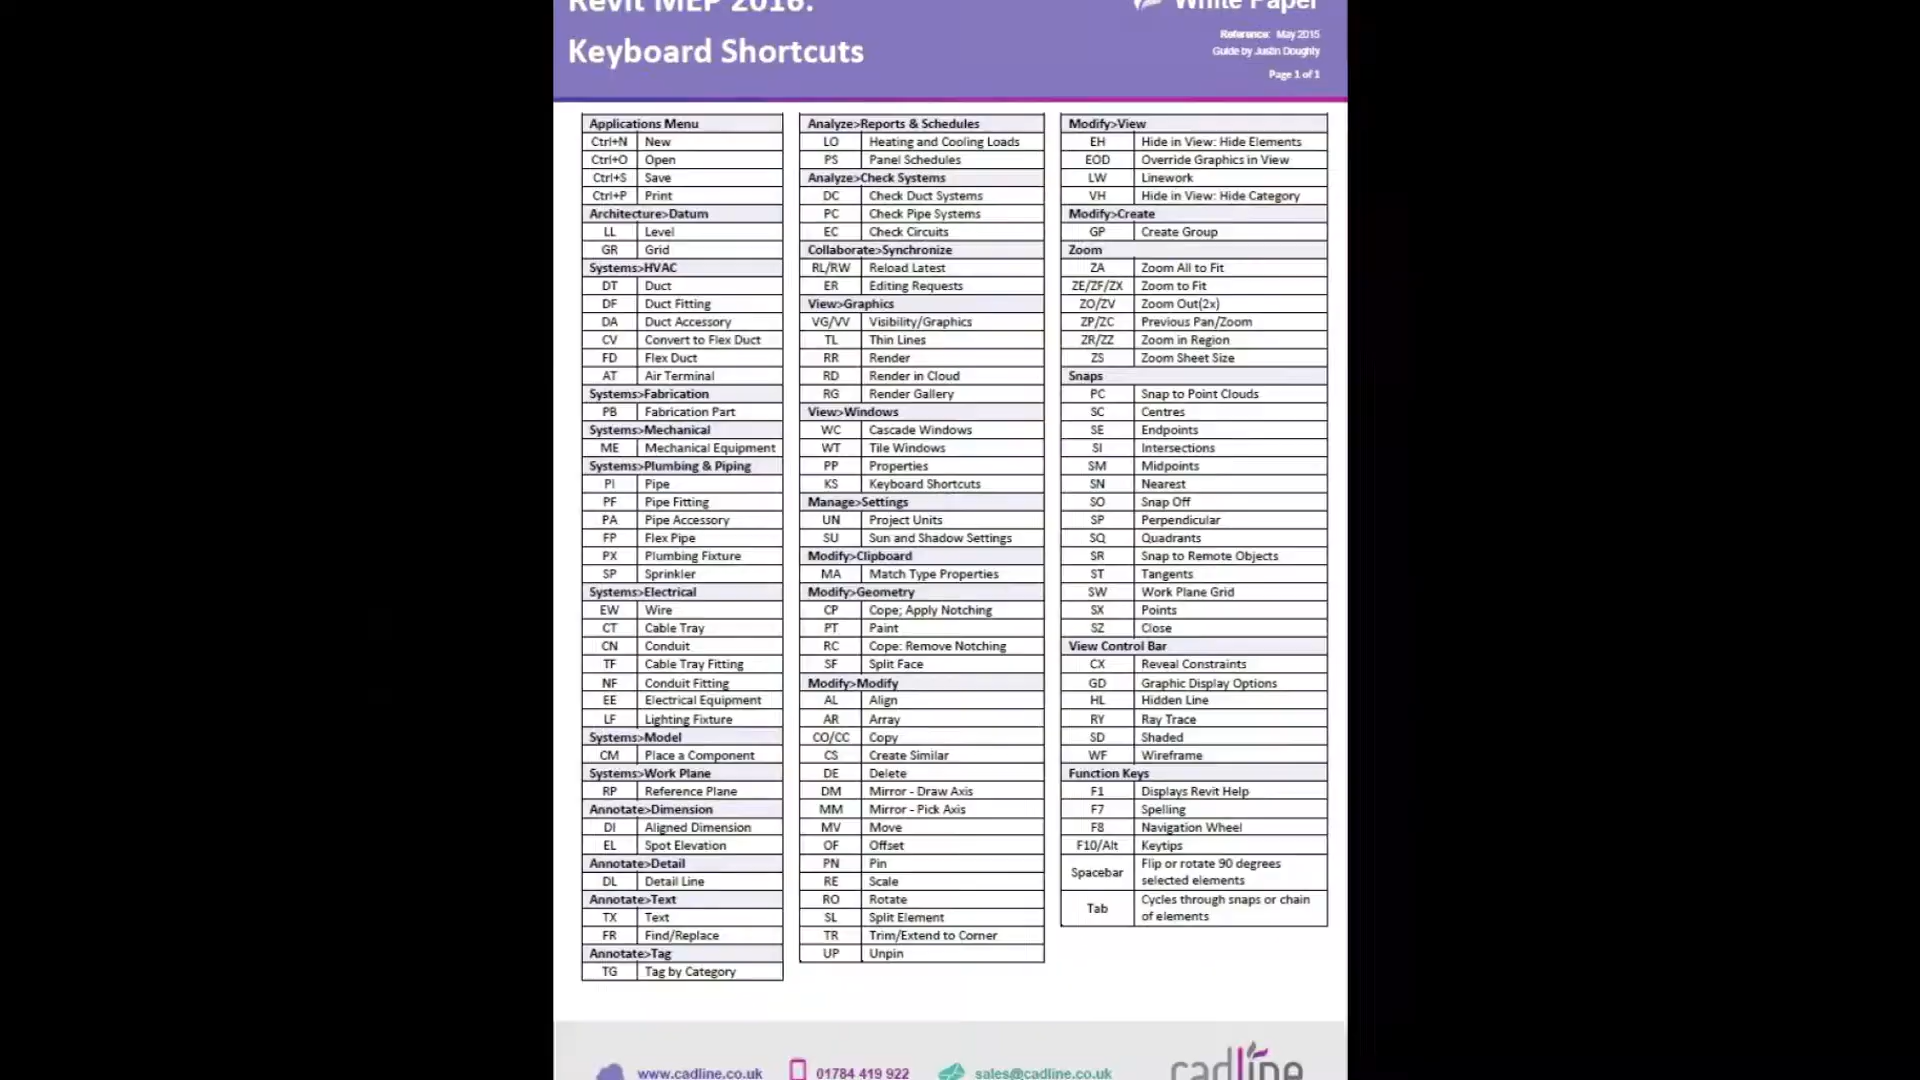 Revit MEP 2016:
Keyboard Shortcuts
White Paper
Reference: May 2015
Guide by Justin Doughty
Page 1 of 1
Applications Menu
Ctrl+N New
Ctrl+O Open
Ctrl+S Save
Ctrl+P Print
Architecture>Datum
LL Level
GR Grid
Systems>HVAC
DT Duct
DF Duct Fitting
DA Duct Accessory
CV Convert to Flex Duct
FD Flex Duct
AT Air Terminal
Systems>Fabrication
PB Fabrication Part
Systems>Mechanical
ME Mechanical Equipment
Systems>Plumbing & Piping
PI Pipe
PF Pipe Fitting
PA Pipe Accessory
FP Flex Pipe
PX Plumbing Fixture
SP Sprinkler
Systems>Electrical
EW Wire
CT Cable Tray
CN Conduit
TF Cable Tray Fitting
NF Conduit Fitting
EE Electrical Equipment
LF Lighting Fixture
Systems>Model
CM Place a Component
Systems>Work Plane
RP Reference Plane
Annotate>Dimension
DI Aligned Dimension
EL Spot Elevation
Annotate>Detail
DL Detail Line
Annotate>Text
TX Text
FR Find/Replace
Annotate>Tag
TG Tag by Category
Analyze>Reports & Schedules
LO Heating and Cooling Loads
PS Panel Schedules
Analyze>Check Systems
DC Check Duct Systems
PC Check Pipe Systems
EC Check Circuits
Collaborate>Synchronize
RL/RW Reload Latest
ER Editing Requests
View>Graphics
VG/VV Visibility/Graphics
TL Thin Lines
RR Render
RD Render in Cloud
RG Render Gallery
View>Windows
WC Cascade Windows
WT Tile Windows
PP Properties
KS Keyboard Shortcuts
Manage>Settings
UN Project Units
SU Sun and Shadow Settings
Modify>Clipboard
MA Match Type Properties
Modify>Geometry
CP Cope; Apply Notching
PT Paint
RC Cope: Remove Notching
SF Split Face
Modify>Modify
AL Align
AR Array
CO/CC Copy
CS Create Similar
DE Delete
DM Mirror - Draw Axis
MM Mirror - Pick Axis
MV Move
OF Offset
PN Pin
RE Scale
RO Rotate
SL Split Element
TR Trim/Extend to Corner
UP Unpin
Modify>View
EH Hide in View: Hide Elements
EOD Override Graphics in View
LW Linework
VH Hide in View: Hide Category
Modify>Create
GP Create Group
Zoom
ZA Zoom All to Fit
ZE/ZF/ZX Zoom to Fit
ZO/ZV Zoom Out(2x)
ZP/ZC Previous Pan/Zoom
ZR/ZZ Zoom in Region
ZS Zoom Sheet Size
Snaps
PC Snap to Point Clouds
SC Centres
SE Endpoints
SI Intersections
SM Midpoints
SN Nearest
SO Snap Off
SP Perpendicular
SQ Quadrants
SR Snap to Remote Objects
ST Tangents
SW Work Plane Grid
SX Points
SZ Close
View Control Bar
CX Reveal Constraints
GD Graphic Display Options
HL Hidden Line
RY Ray Trace
SD Shaded
WF Wireframe
Function Keys
F1 Displays Revit Help
F7 Spelling
F8 Navigation Wheel
F10/Alt Keytips
Spacebar Flip or rotate 90 degrees
selected elements
Tab Cycles through snaps or chain
of elements
www.cadline.co.uk 01784 419 922 sales@cadline.co.uk cadline